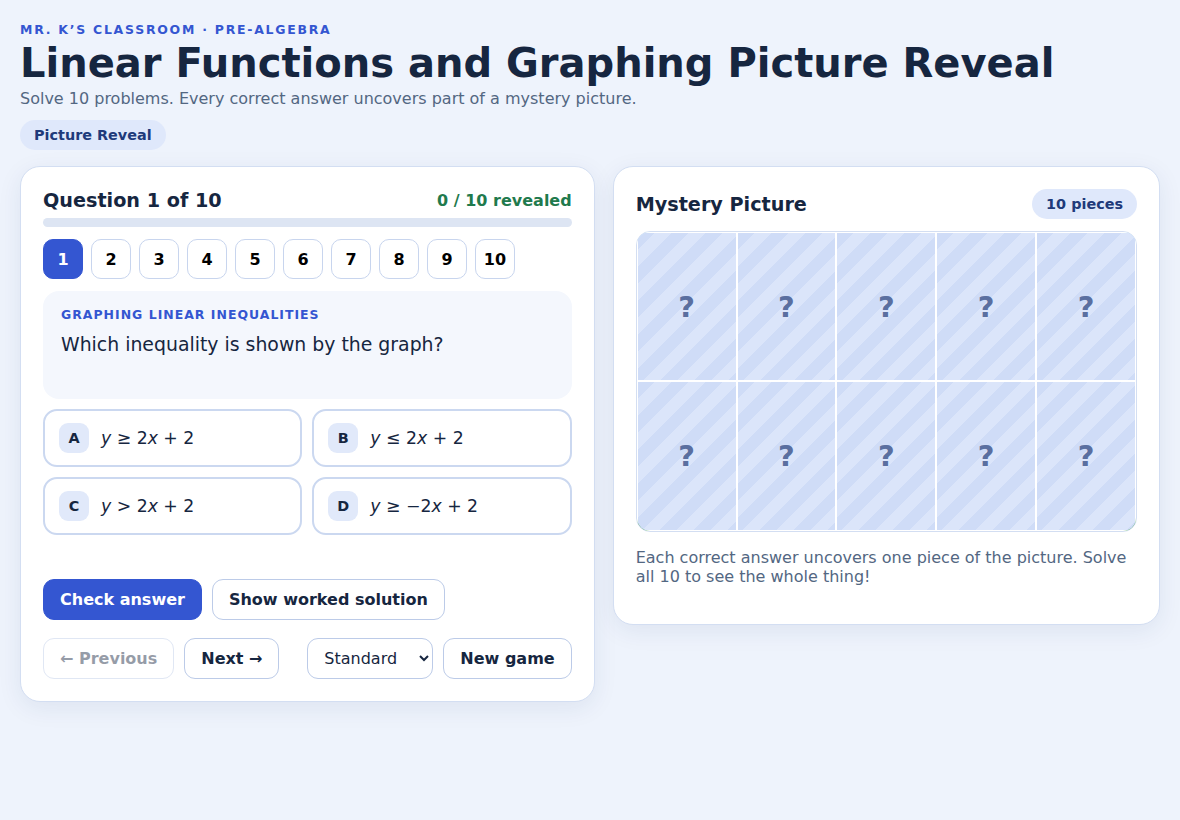 MR. K’S CLASSROOM · PRE-ALGEBRA
Linear Functions and Graphing Picture Reveal
Solve 10 problems. Every correct answer uncovers part of a mystery picture.
Picture Reveal
Question 1 of 10
0 / 10 revealed
1 2 3 4 5 6 7 8 9 10
GRAPHING LINEAR INEQUALITIES
Which inequality is shown by the graph?
A y ≥ 2x + 2
B y ≤ 2x + 2
C y > 2x + 2
D y ≥ −2x + 2
Check answer
Show worked solution
← Previous
Next →
Standard
New game
Mystery Picture
10 pieces
? ? ? ? ?
? ? ? ? ?
Each correct answer uncovers one piece of the picture. Solve
all 10 to see the whole thing!